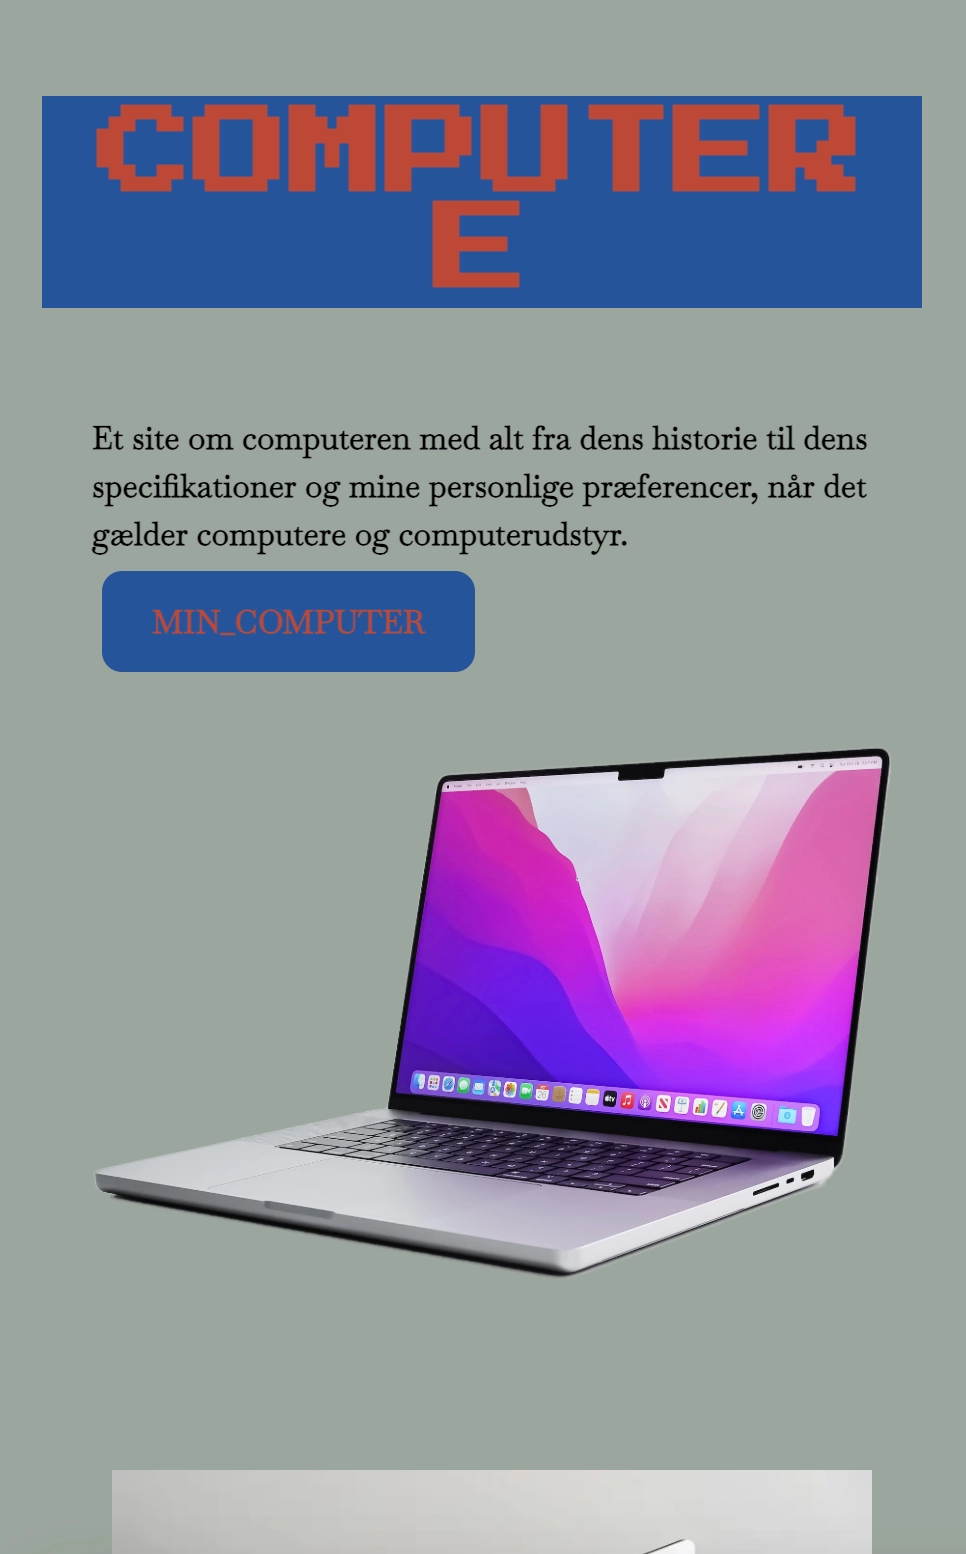 COMPUTER
E
Et site om computeren med alt fra dens historie til dens
specifikationer og mine personlige præferencer, når det
gælder computere og computerudstyr.
MIN_COMPUTER